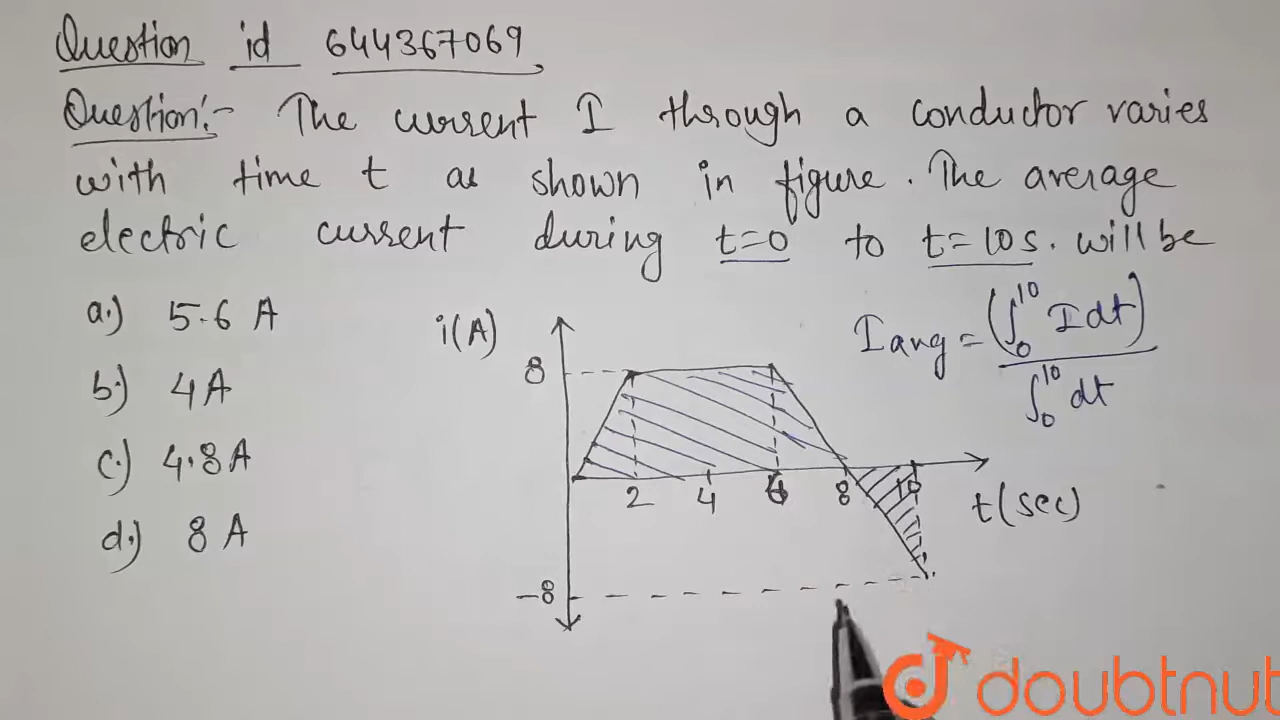 Question id 644367069
Question:- The current I through a conductor varies
with time t as shown in figure. The average
electric current during t=0 to t=10s. will be
a.) 5.6 A
b.) 4A
c.) 4.8A
d.) 8 A
i(A)
8
2 4 6 8 10
t(sec)
-8
Iavg = (∫₀¹⁰ I dt) / ∫₀¹⁰ dt
doubtnut